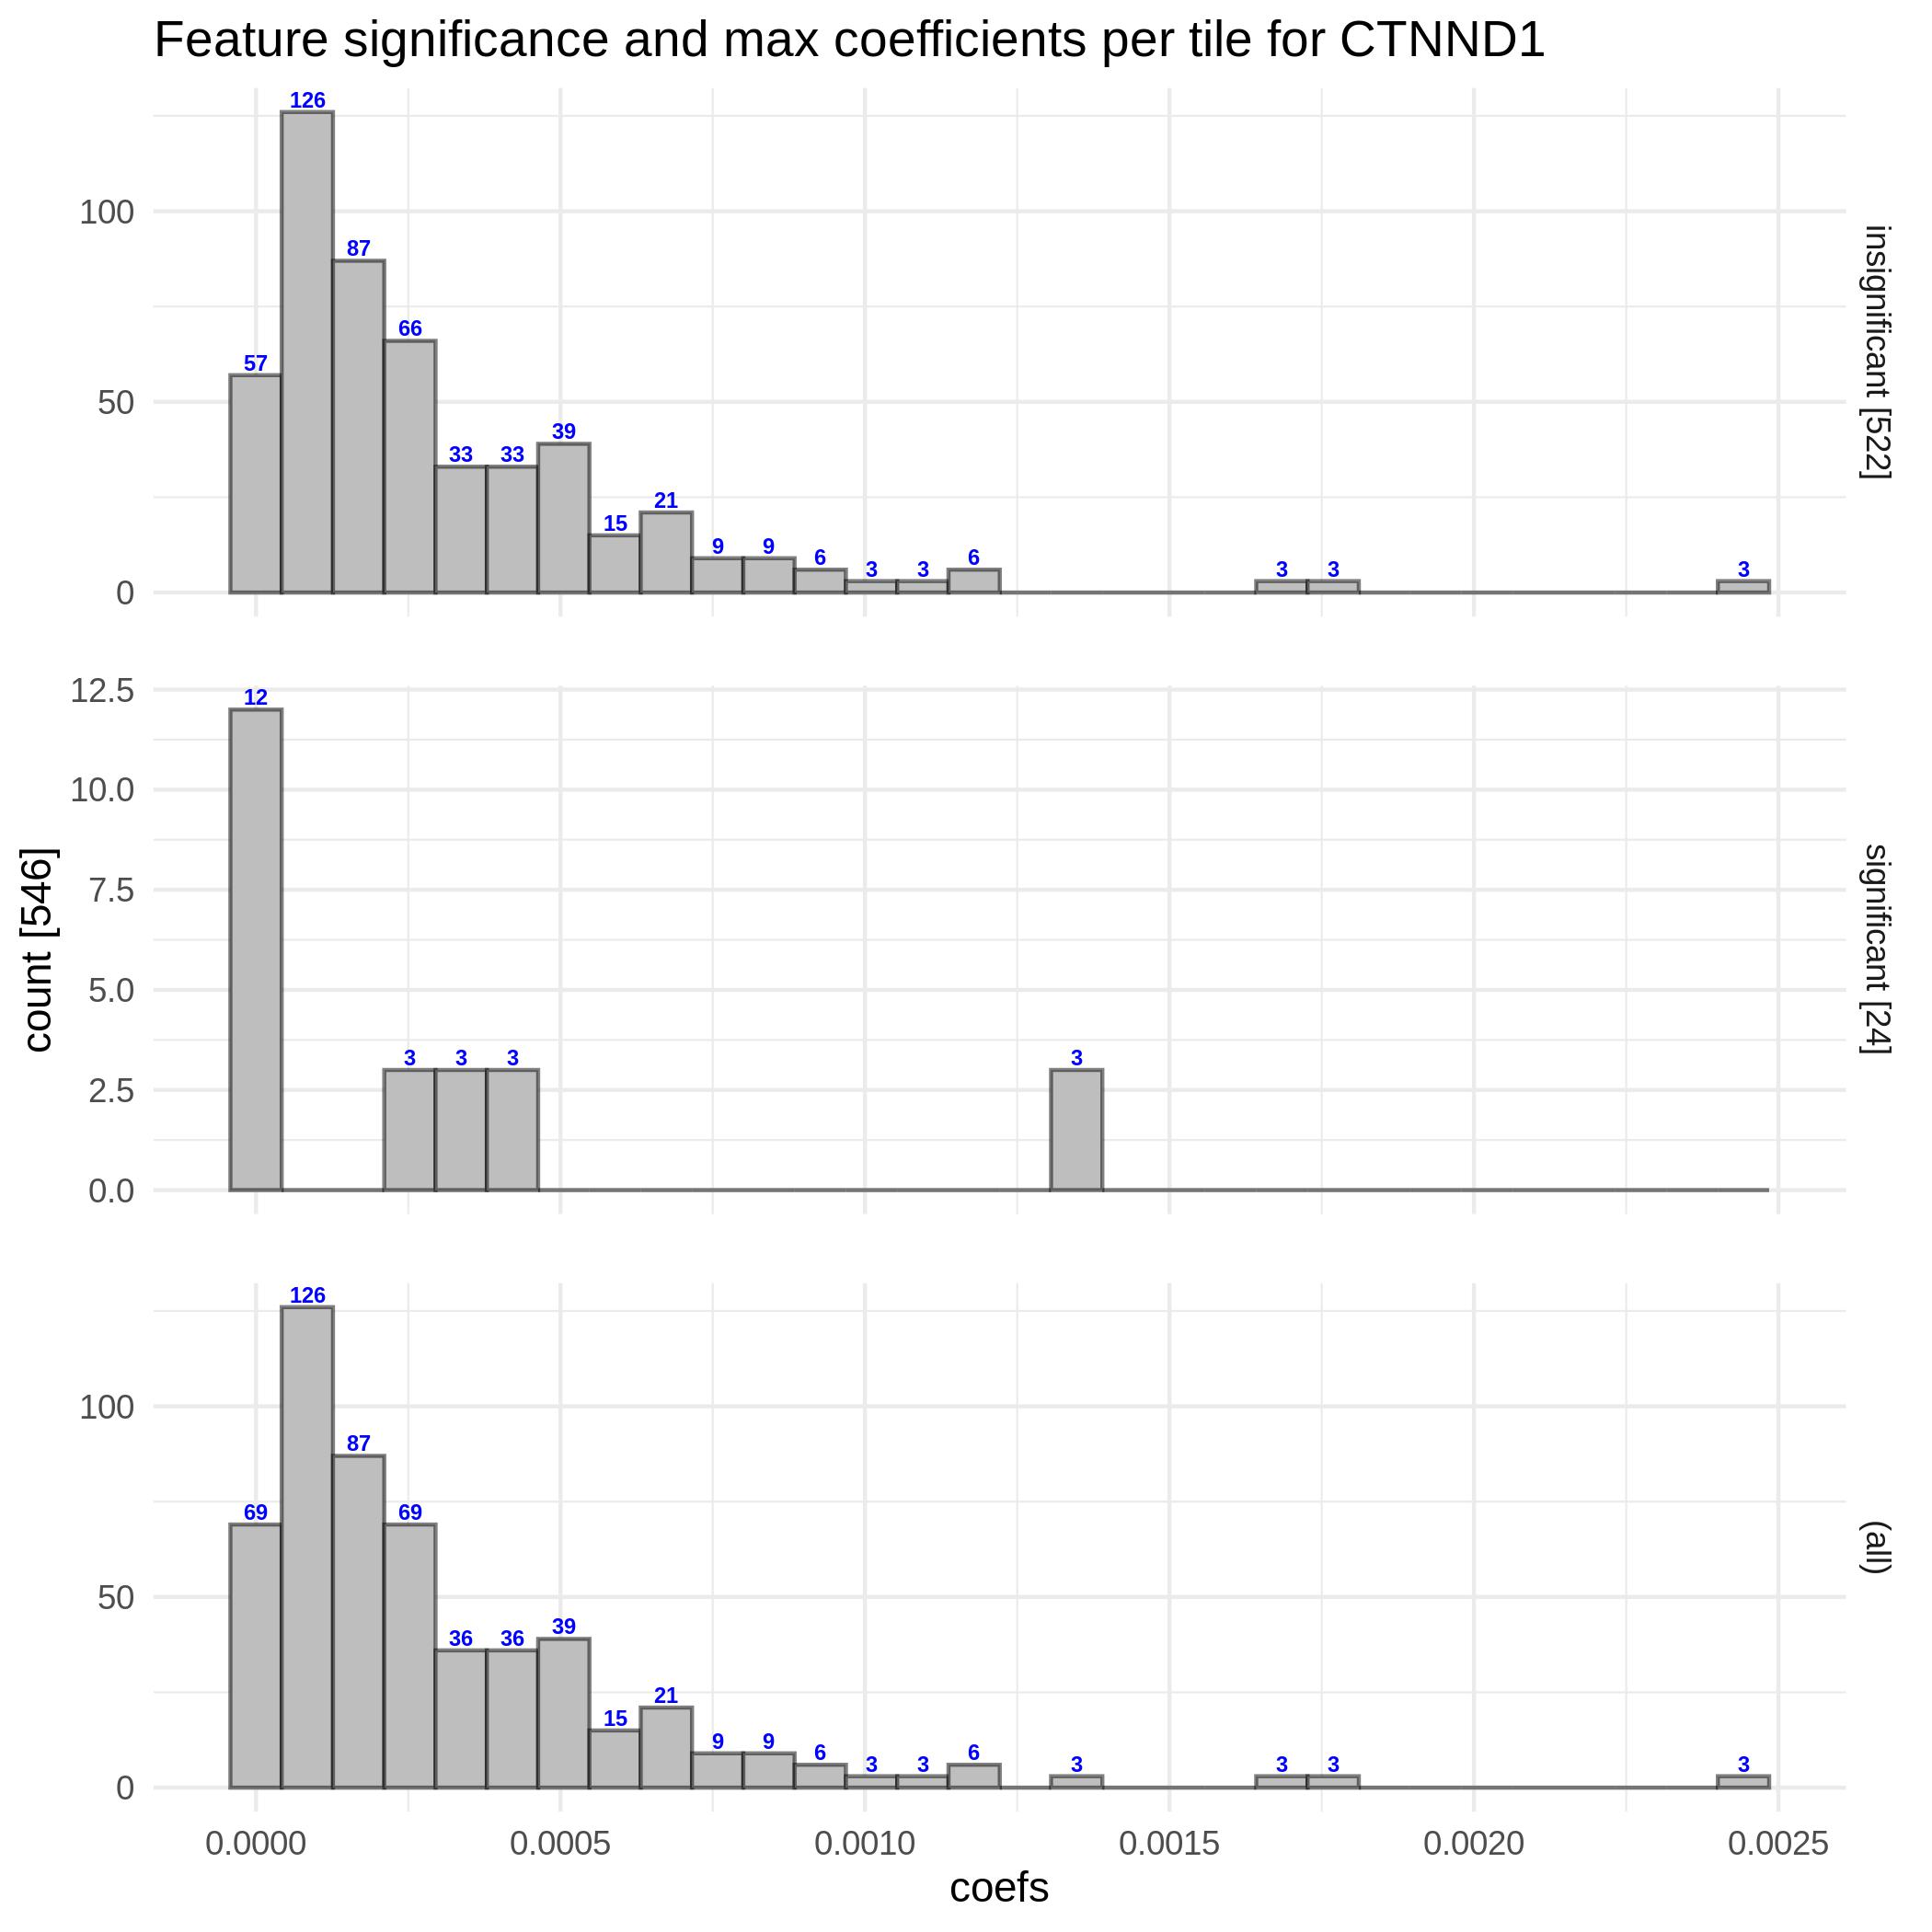 Feature significance and max coefficients per tile for CTNND1
126
87
66
57
33 33 39
15 21
9 9 6 3 3 6 3 3 3
100
50
0
insignificant [522]
12
3 3 3 3
12.5
10.0
7.5
5.0
2.5
0.0
significant [24]
count [546]
126
87
69 69
36 36 39
15 21
9 9 6 3 3 6 3 3 3 3
100
50
0
(all)
0.0000 0.0005 0.0010 0.0015 0.0020 0.0025
coefs